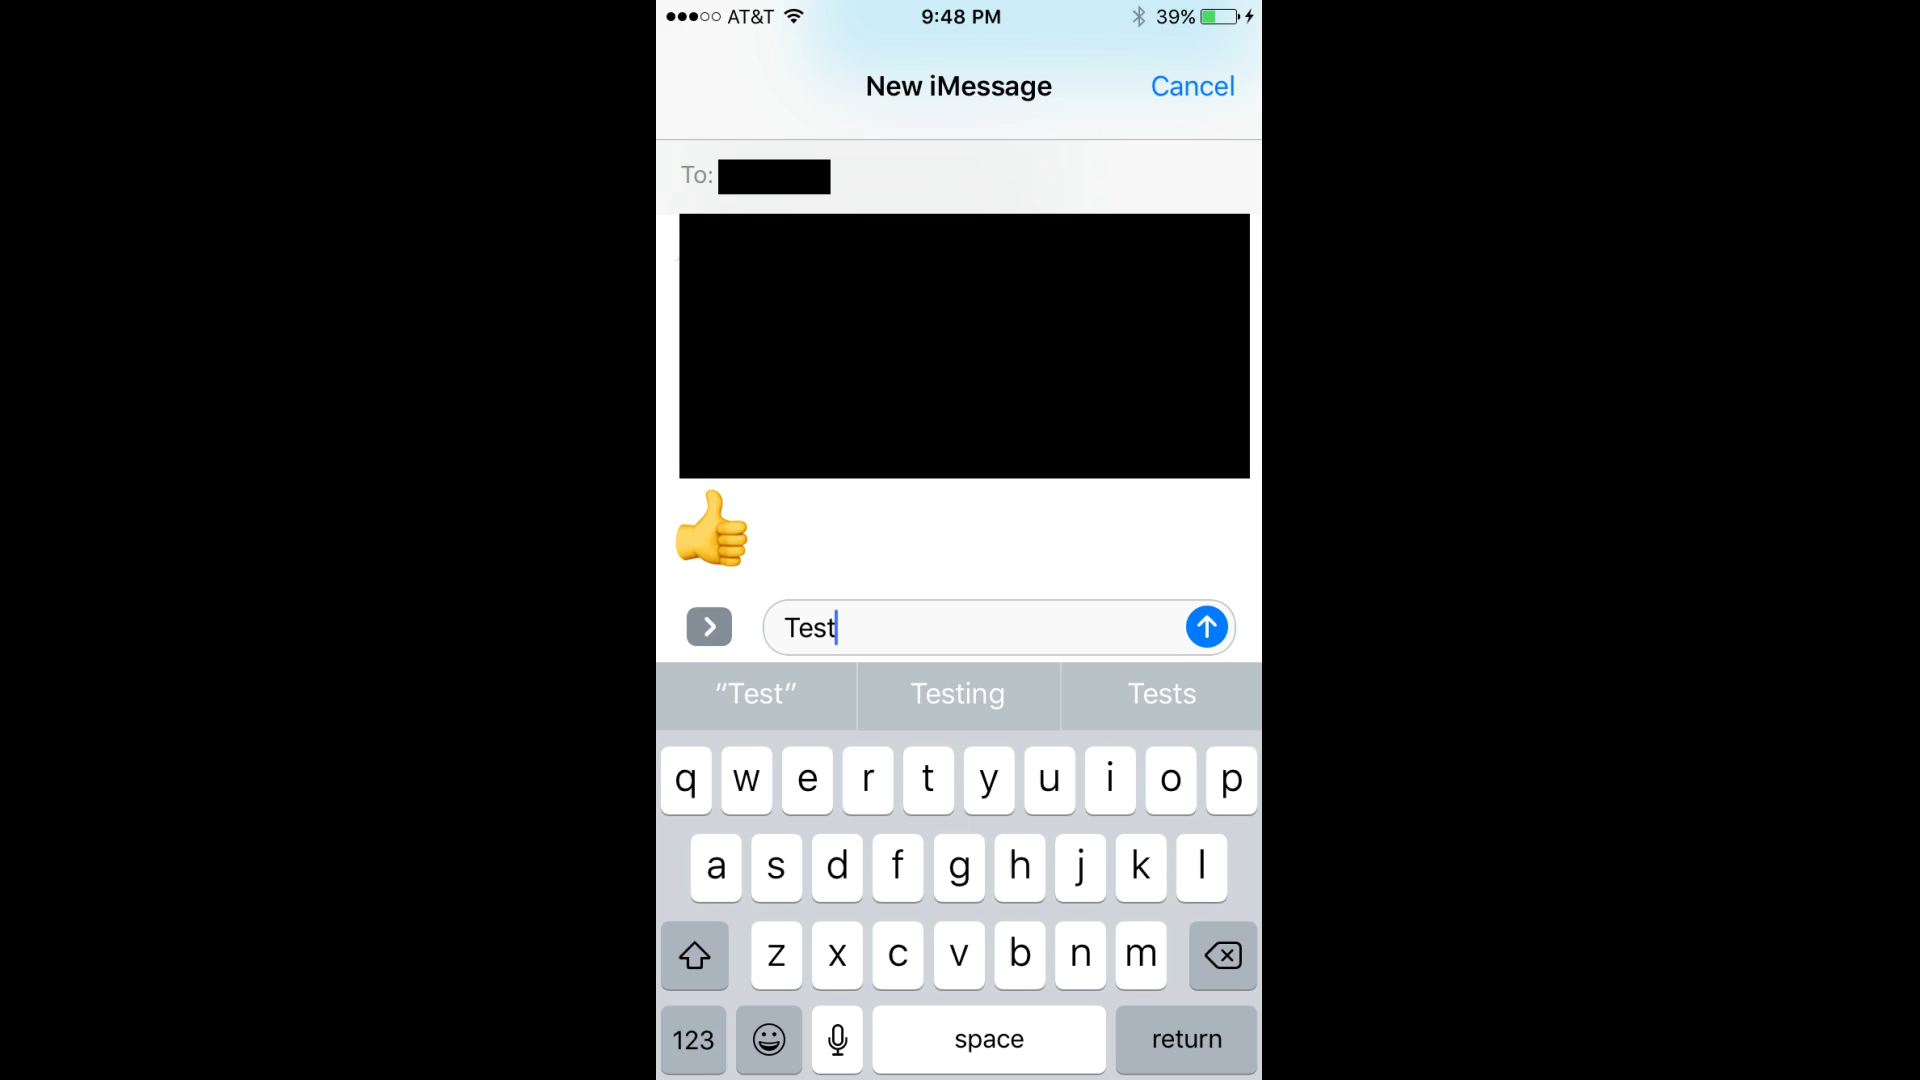 AT&T 9:48 PM 39%
New iMessage Cancel
To:
Test
“Test” Testing Tests
q w e r t y u i o p
a s d f g h j k l
z x c v b n m
123 space return